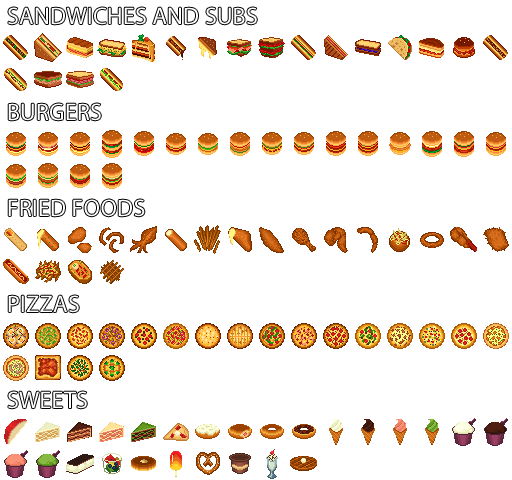 SANDWICHES AND SUBS
BURGERS
FRIED FOODS
PIZZAS
SWEETS